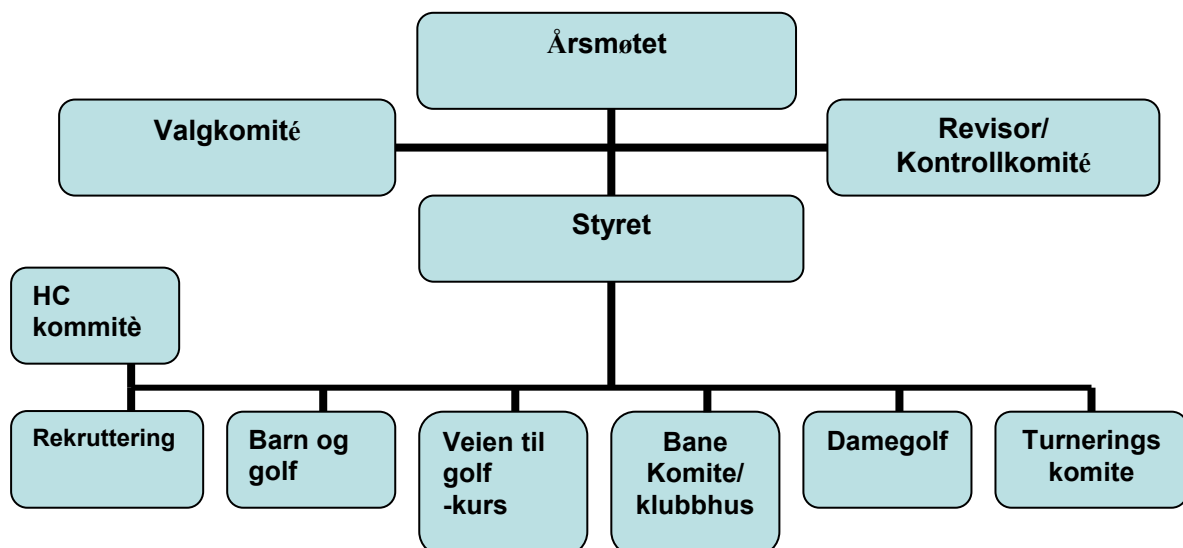 Årsmøtet
Valgkomité
Revisor/
Kontrollkomité
Styret
HC
kommitè
Rekruttering
Barn og
golf
Veien til
golf
-kurs
Bane
Komite/
klubbhus
Damegolf
Turnerings
komite